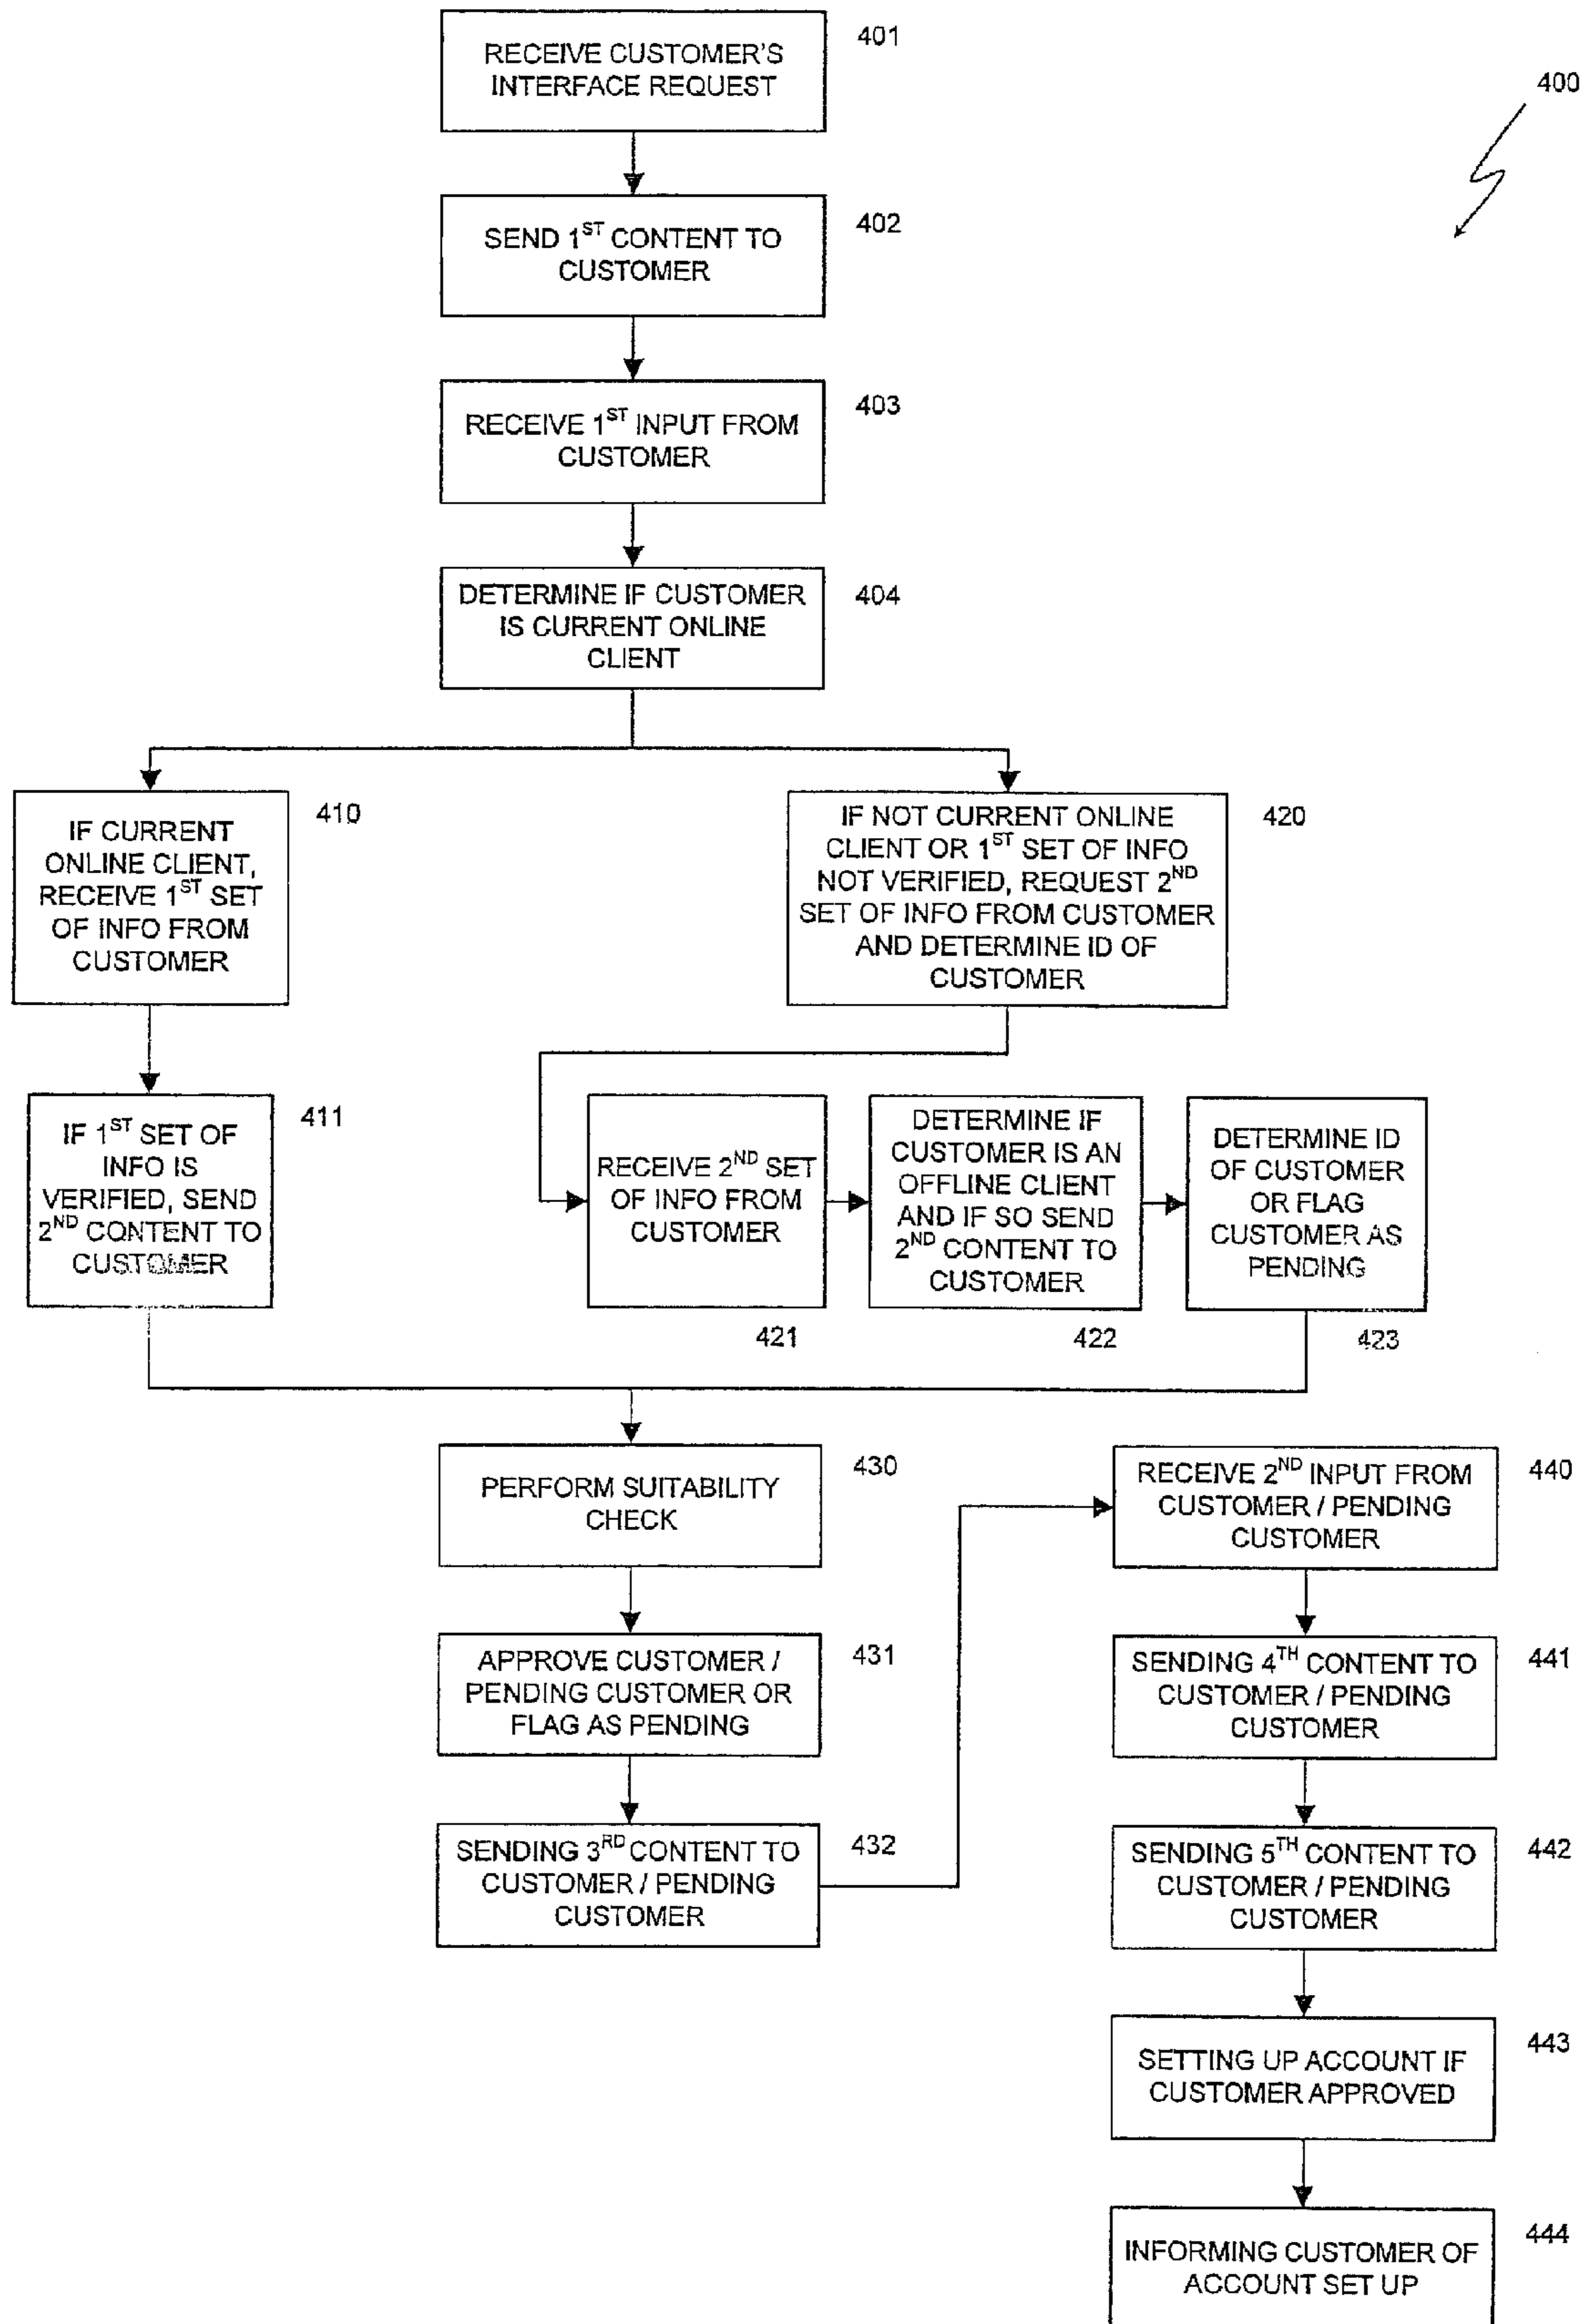 RECEIVE CUSTOMER'S
INTERFACE REQUEST
401
400
SEND 1ST CONTENT TO
CUSTOMER
402
RECEIVE 1ST INPUT FROM
CUSTOMER
403
DETERMINE IF CUSTOMER
IS CURRENT ONLINE
CLIENT
404
IF CURRENT
ONLINE CLIENT,
RECEIVE 1ST SET
OF INFO FROM
CUSTOMER
410
IF NOT CURRENT ONLINE
CLIENT OR 1ST SET OF INFO
NOT VERIFIED, REQUEST 2ND
SET OF INFO FROM CUSTOMER
AND DETERMINE ID OF
CUSTOMER
420
IF 1ST SET OF
INFO IS
VERIFIED, SEND
2ND CONTENT TO
CUSTOMER
411
RECEIVE 2ND SET
OF INFO FROM
CUSTOMER
421
DETERMINE IF
CUSTOMER IS AN
OFFLINE CLIENT
AND IF SO SEND
2ND CONTENT TO
CUSTOMER
422
DETERMINE ID
OF CUSTOMER
OR FLAG
CUSTOMER AS
PENDING
423
PERFORM SUITABILITY
CHECK
430
APPROVE CUSTOMER /
PENDING CUSTOMER OR
FLAG AS PENDING
431
SENDING 3RD CONTENT TO
CUSTOMER / PENDING
CUSTOMER
432
RECEIVE 2ND INPUT FROM
CUSTOMER / PENDING
CUSTOMER
440
SENDING 4TH CONTENT TO
CUSTOMER / PENDING
CUSTOMER
441
SENDING 5TH CONTENT TO
CUSTOMER / PENDING
CUSTOMER
442
SETTING UP ACCOUNT IF
CUSTOMER APPROVED
443
INFORMING CUSTOMER OF
ACCOUNT SET UP
444